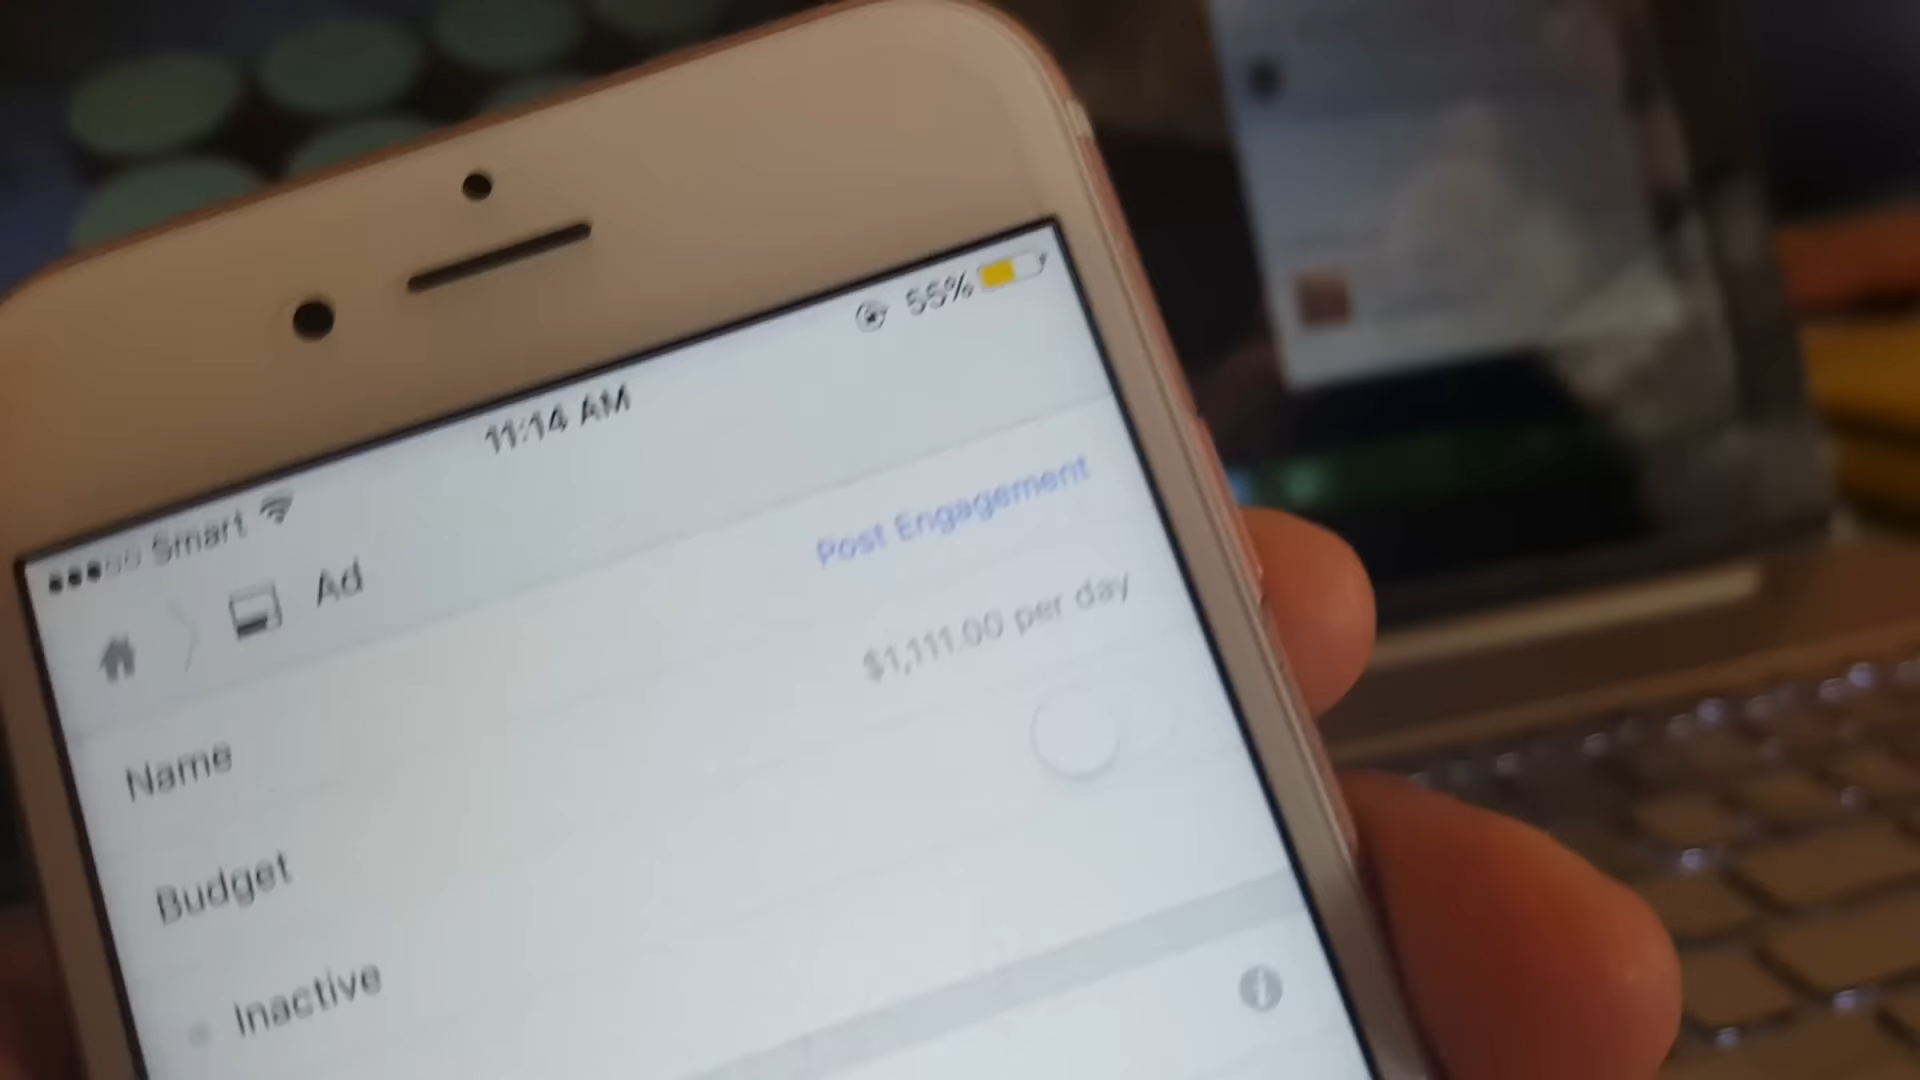 Smart 11:14 AM 55%
Ad
Name Post Engagement
Budget $1,111.00 per day
Inactive